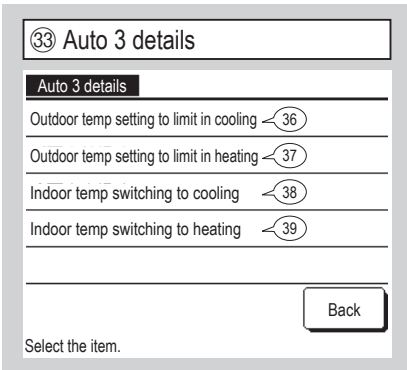 ㉝ Auto 3 details
Auto 3 details
Outdoor temp setting to limit in cooling 36
Outdoor temp setting to limit in heating 37
Indoor temp switching to cooling 38
Indoor temp switching to heating 39
Back
Select the item.